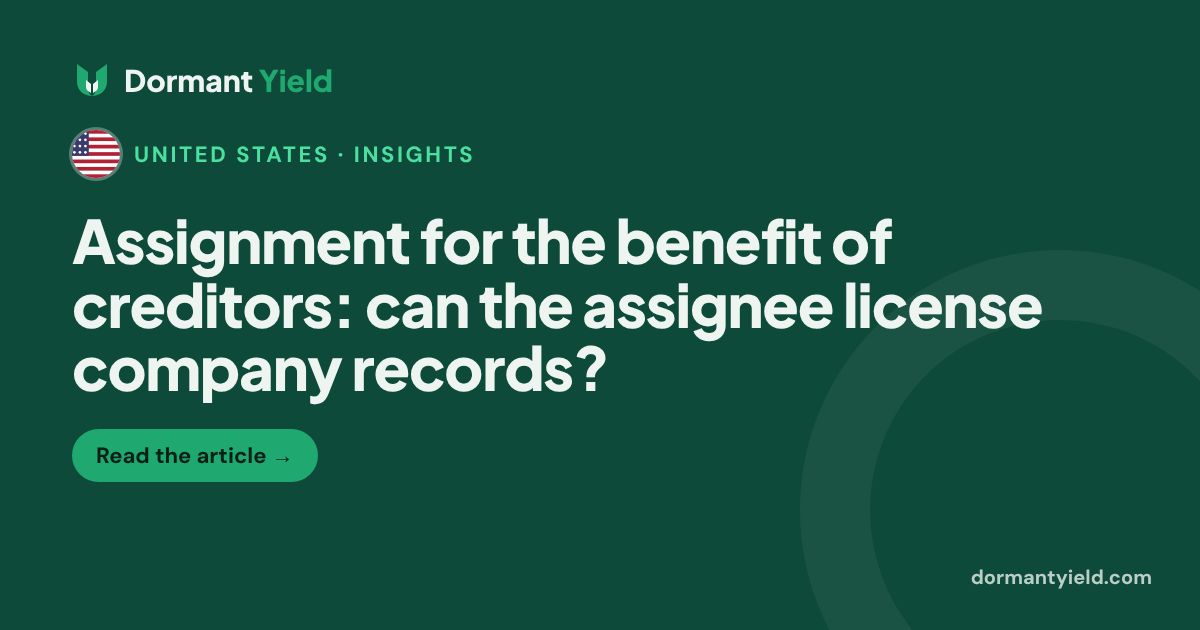 Dormant Yield
UNITED STATES · INSIGHTS
Assignment for the benefit of
creditors: can the assignee license
company records?
Read the article →
dormantyield.com